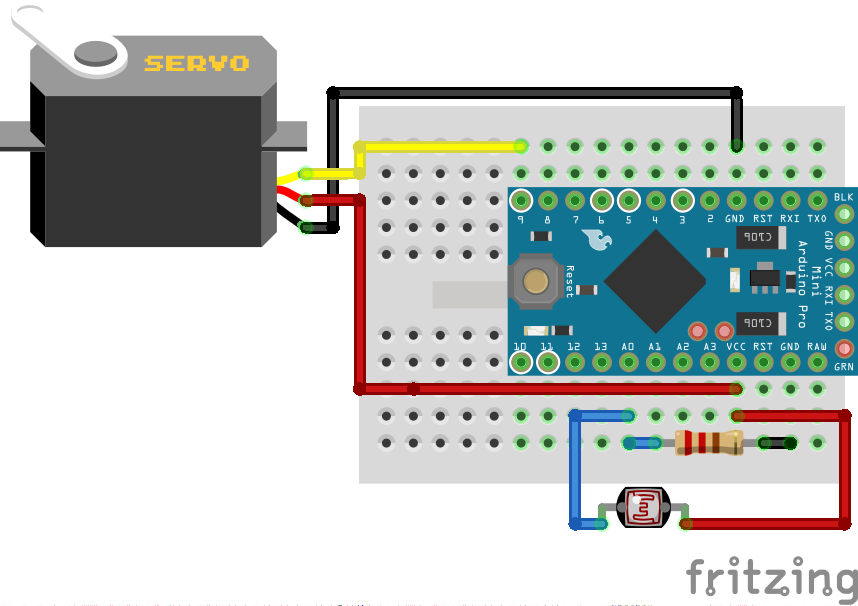 SERVO
9 8 7 6 5 4 3 2 GND RST RXI TXO
BLK
GND
VCC
RXI
TXO
GRN
Reset
Arduino Pro
Mini
10 11 12 13 A0 A1 A2 A3 VCC RST GND RAW
fritzing